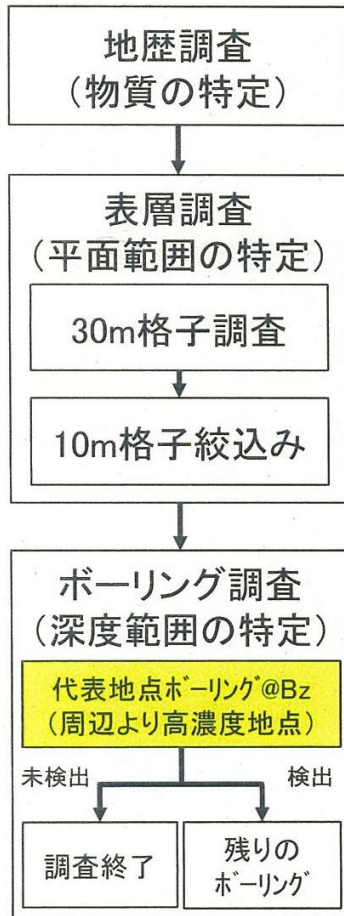 地歴調査
(物質の特定)
表層調査
(平面範囲の特定)
30m格子調査
10m格子絞込み
ボーリング調査
(深度範囲の特定)
代表地点ﾎﾞｰﾘﾝｸﾞ@Bz
(周辺より高濃度地点)
未検出
検出
調査終了
残りの
ﾎﾞｰﾘﾝｸﾞ